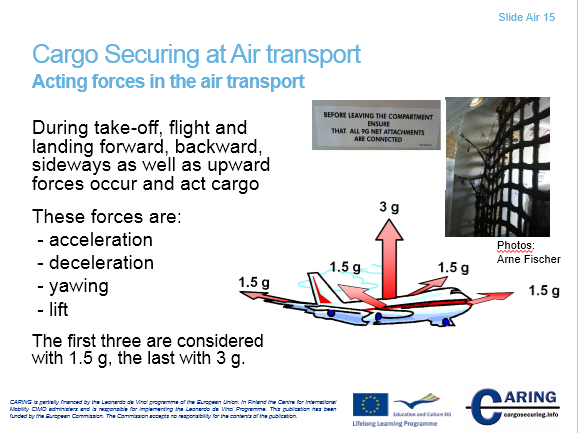 Slide Air 15
Cargo Securing at Air transport
Acting forces in the air transport
During take-off, flight and
landing forward, backward,
sideways as well as upward
forces occur and act cargo
These forces are:
- acceleration
- deceleration
- yawing
- lift
The first three are considered
with 1.5 g, the last with 3 g.
BEFORE LEAVING THE COMPARTMENT
ENSURE
THAT ALL 9G NET ATTACHMENTS
ARE CONNECTED
Photos:
Arne Fischer
3 g
1.5 g
1.5 g
1.5 g
1.5 g
CARING is partially financed by the Leonardo da Vinci programme of the European Union. In Finland the Centre for International
Mobility CIMO administers and is responsible for implementing the Leonardo da Vinci Programme. This publication has been
funded by the European Commission. The Commission accepts no responsibility for the contents of the publication.
Education and Culture DG
Lifelong Learning Programme
CARING
cargosecuring.info